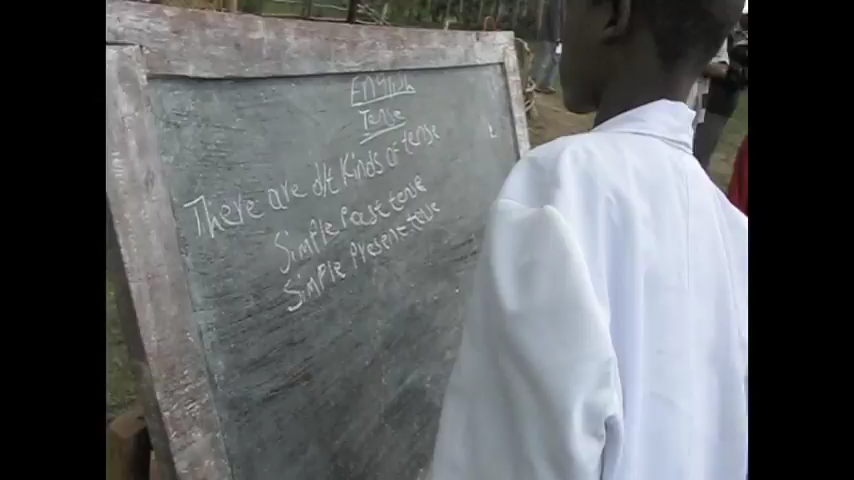 English
Tense
There are d/t kinds of tense
Simple Past tense
Simple Present tense